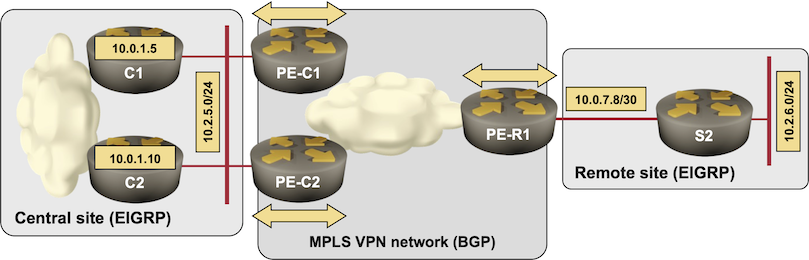 10.0.1.5
C1
10.2.5.0/24
10.0.1.10
C2
Central site (EIGRP)
PE-C1
PE-C2
PE-R1
MPLS VPN network (BGP)
10.0.7.8/30
S2
10.2.6.0/24
Remote site (EIGRP)